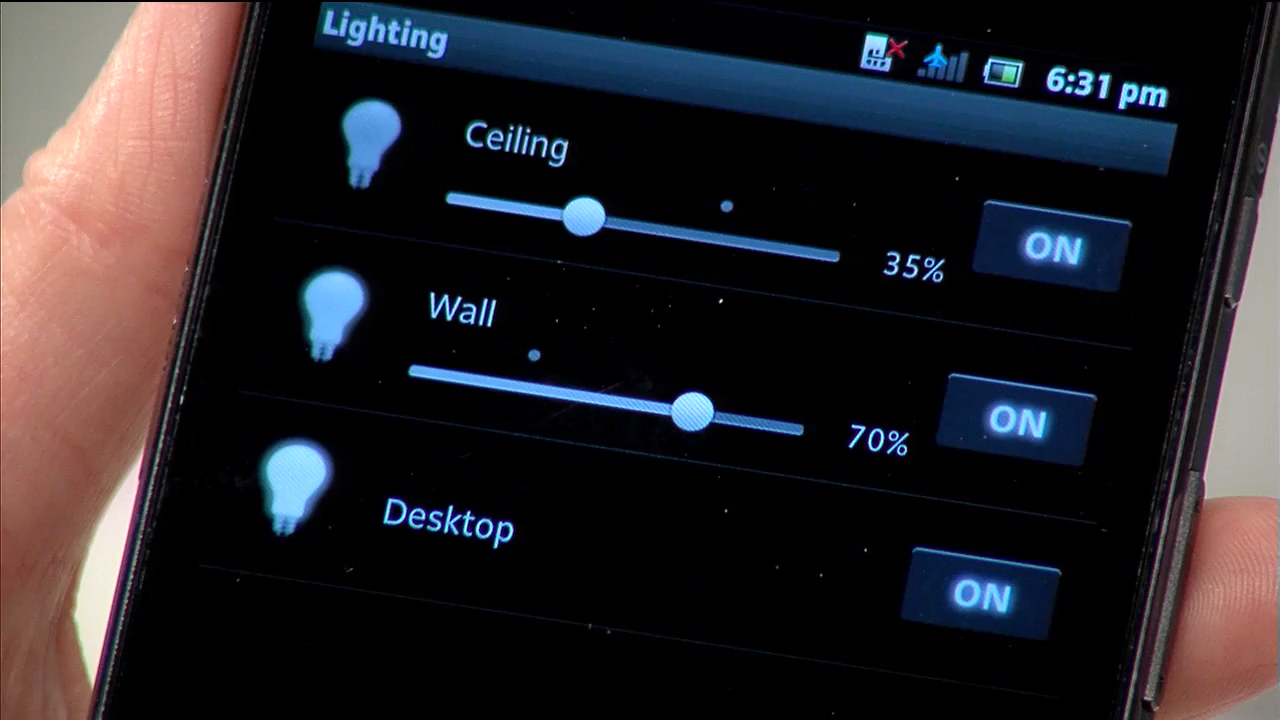 Lighting
6:31 pm
Ceiling
35%
ON
Wall
70%
ON
Desktop
ON